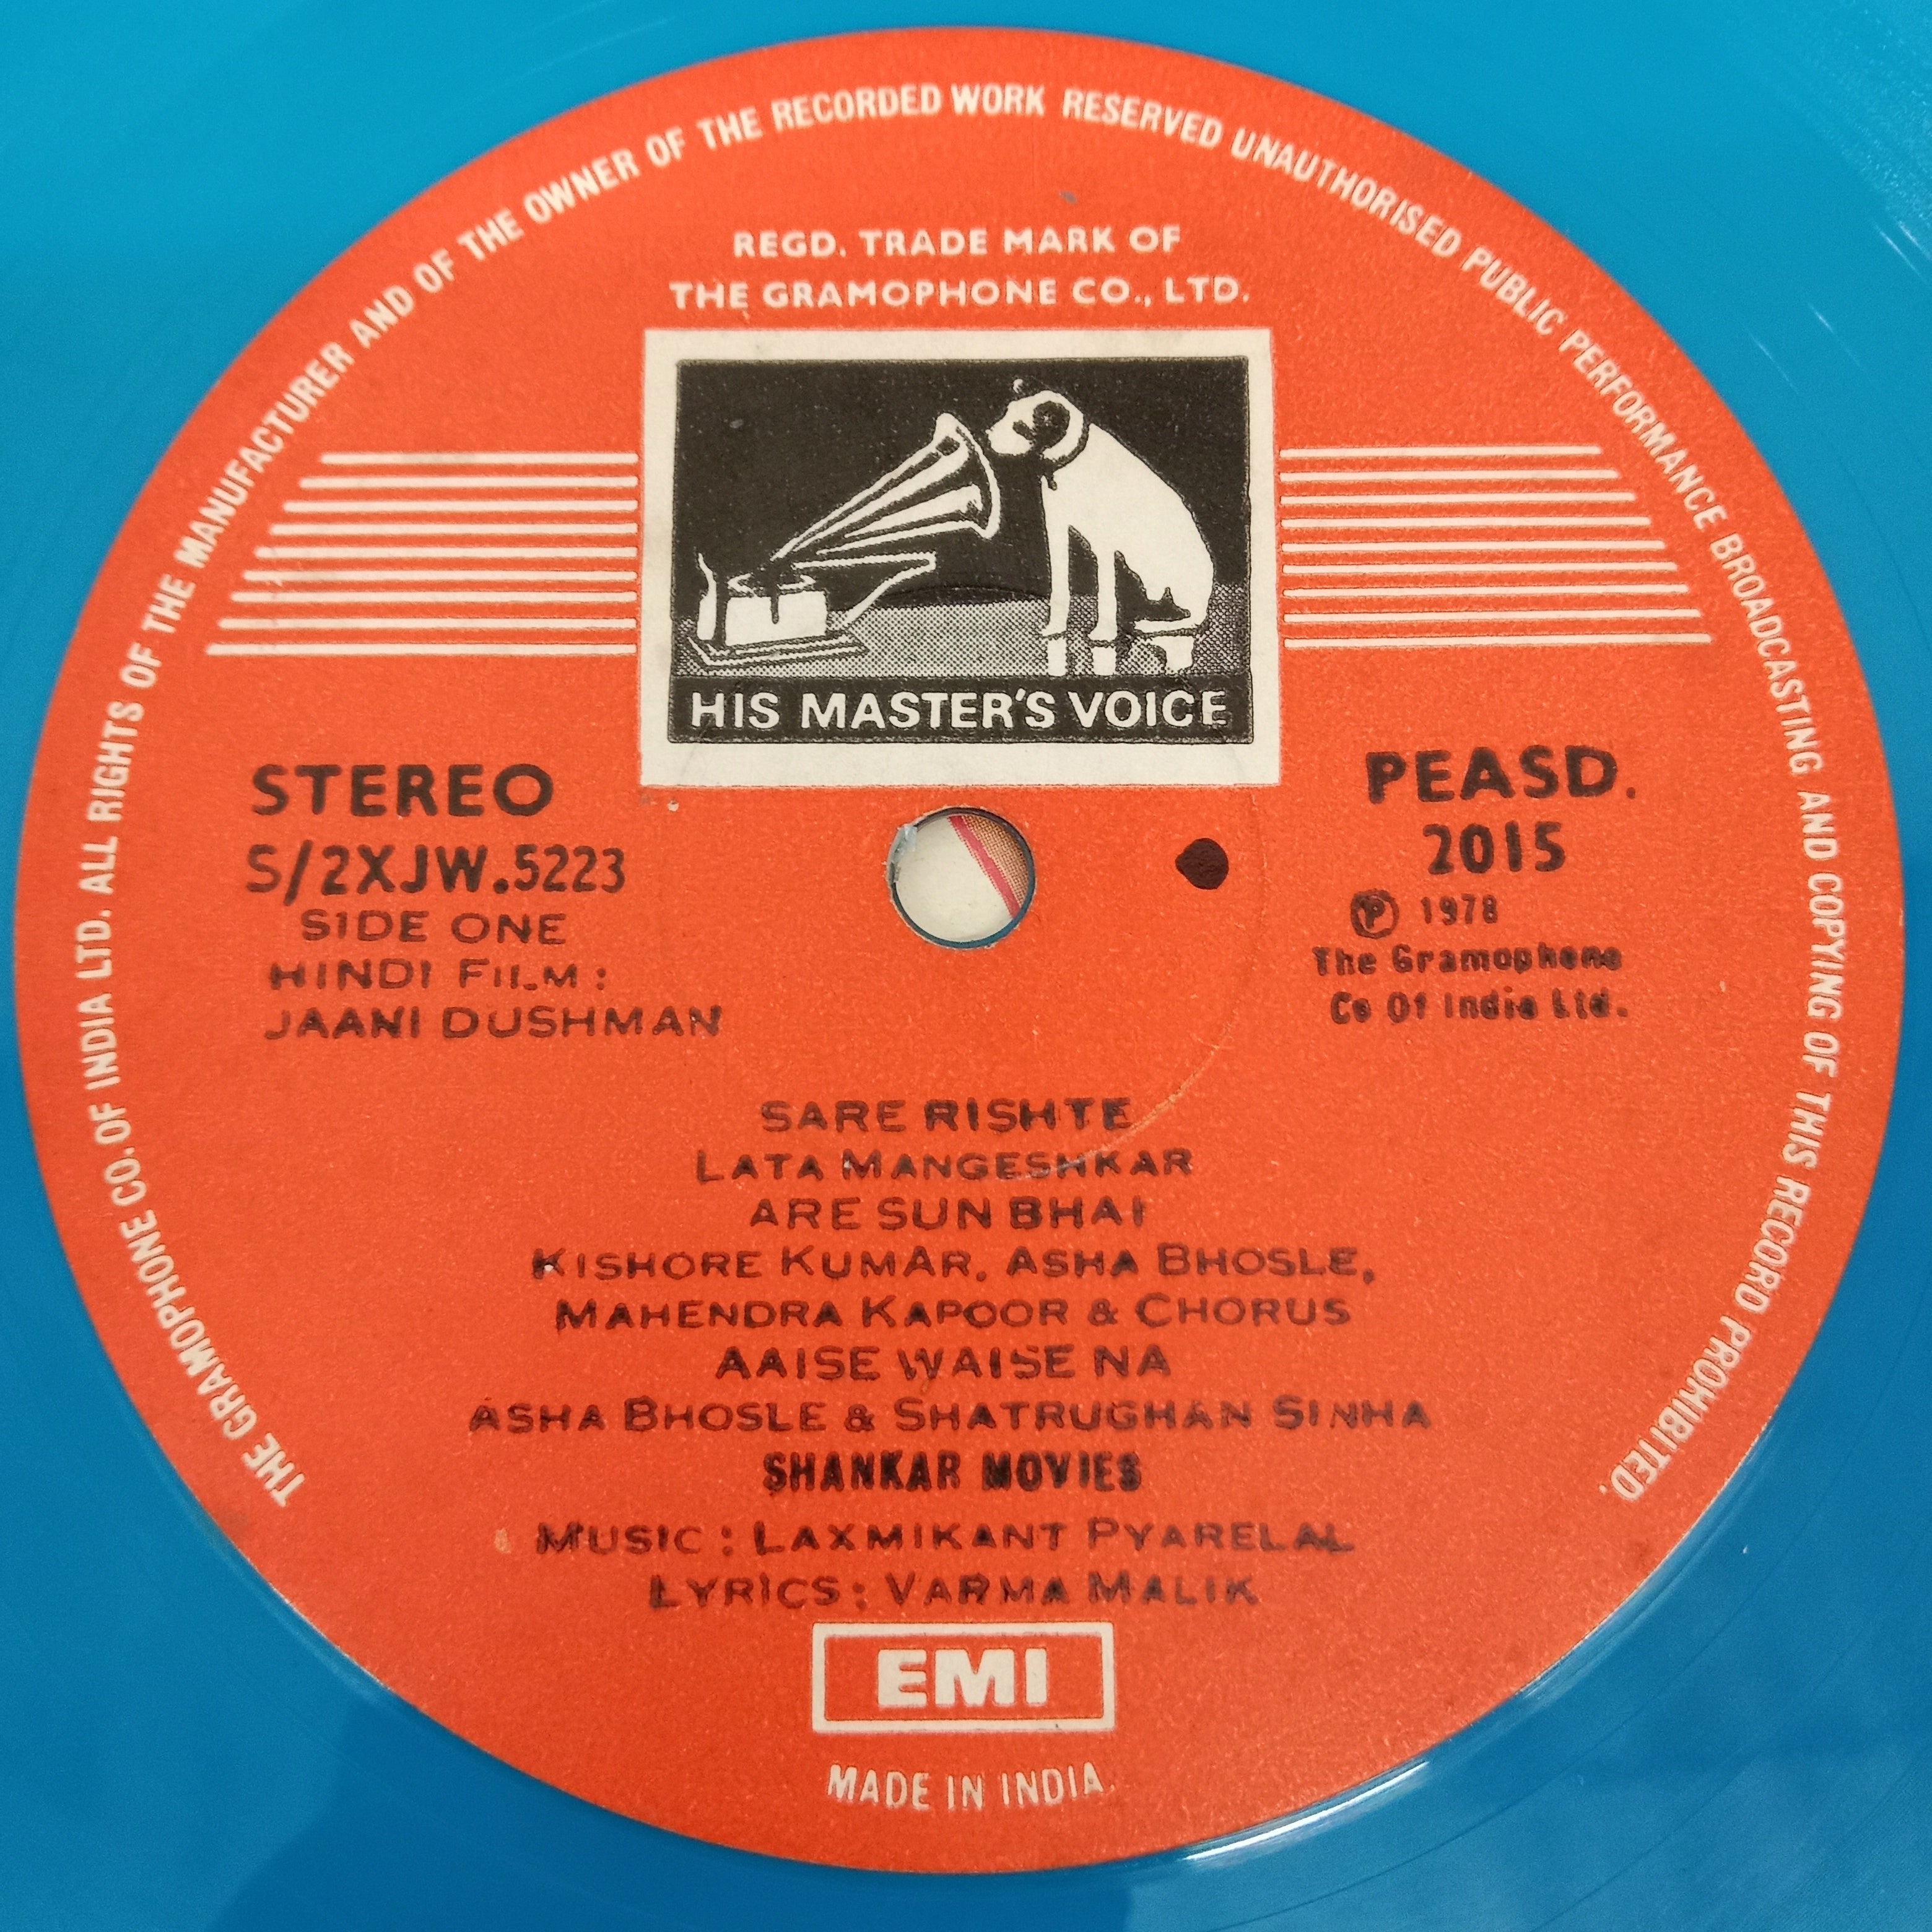 THE GRAMOPHONE CO. OF INDIA LTD. ALL RIGHTS OF THE MANUFACTURER AND OF THE OWNER OF THE RECORDED WORK RESERVED UNAUTHORISED PUBLIC PERFORMANCE BROADCASTING AND COPYING OF THIS RECORD PROHIBITED.
REGD. TRADE MARK OF
THE GRAMOPHONE CO., LTD.
HIS MASTER'S VOICE
STEREO
S/2XJW.5223
SIDE ONE
HINDI FILM:
JAANI DUSHMAN
PEASD.
2015
℗ 1978
The Gramophone
Co Of India Ltd.
SARE RISHTE
LATA MANGESHKAR
ARE SUN BHAI
KISHORE KUMAR, ASHA BHOSLE,
MAHENDRA KAPOOR & CHORUS
AAISE WAISE NA
ASHA BHOSLE & SHATRUGHAN SINHA
SHANKAR MOVIES
MUSIC: LAXMIKANT PYARELAL
LYRICS: VARMA MALIK
EMI
MADE IN INDIA.